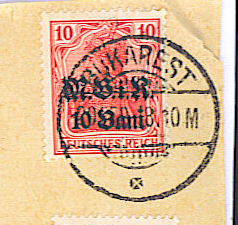 10 10
BUKAREST
M.V.i.R.
10 Bani
DEUTSCHES REICH